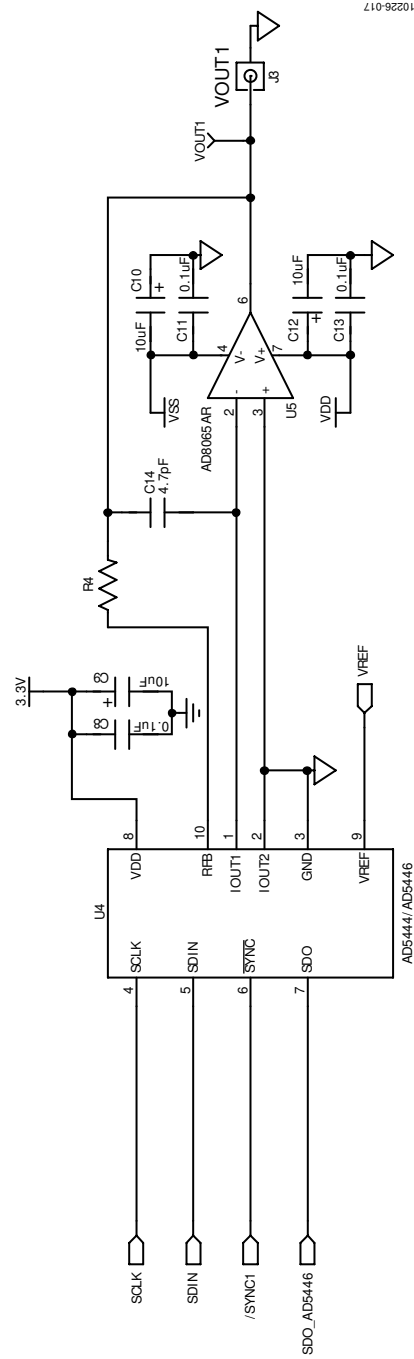 10226-017
SCLK
SDIN
/SYNC1
SDO_AD5446
U4
4
SCLK
5
SDIN
6
SYNC
7
SDO
8
VDD
10
RFB
1
IOUT1
2
IOUT2
3
GND
9
VREF
AD5444/AD5446
3.3V
C8
0.1uF
C9
+
10uF
VREF
R4
C14
4.7pF
AD8065AR
2
-
3
+
4
V-
7
V+
6
U5
VSS
10uF
C10
+
C11
0.1uF
VDD
C12
+
10uF
C13
0.1uF
VOUT1
VOUT1
J3